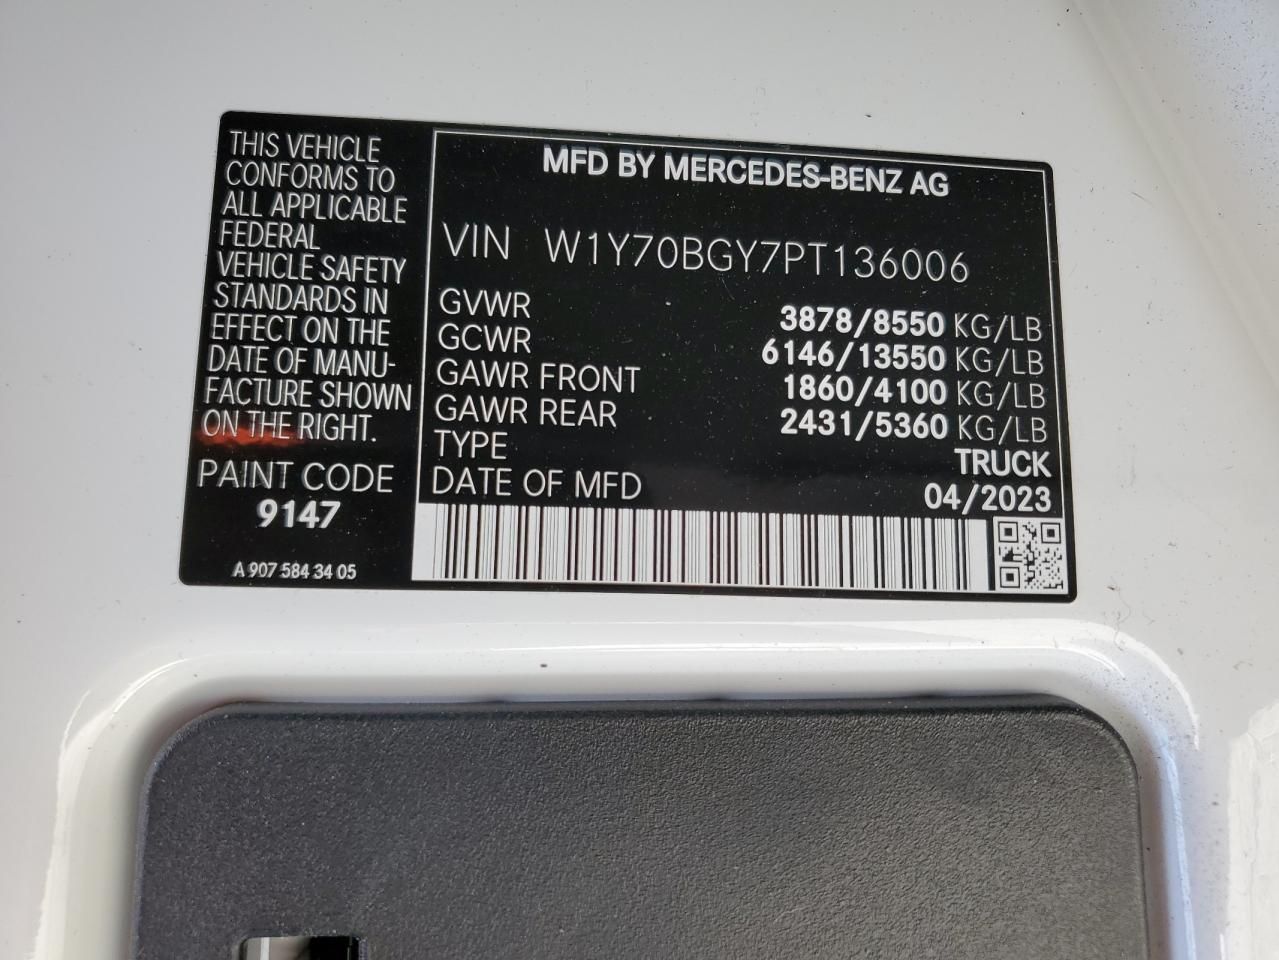 THIS VEHICLE
CONFORMS TO
ALL APPLICABLE
FEDERAL
VEHICLE SAFETY
STANDARDS IN
EFFECT ON THE
DATE OF MANU-
FACTURE SHOWN
ON THE RIGHT.
PAINT CODE
9147
A 907 584 34 05
MFD BY MERCEDES-BENZ AG
VIN W1Y70BGY7PT136006
GVWR 3878/8550 KG/LB
GCWR 6146/13550 KG/LB
GAWR FRONT 1860/4100 KG/LB
GAWR REAR 2431/5360 KG/LB
TYPE TRUCK
DATE OF MFD 04/2023